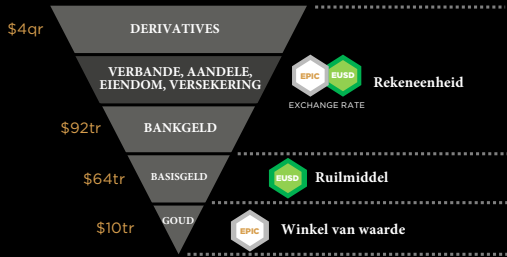 $4qr
DERIVATIVES
VERBANDE, AANDELE,
EIENDOM, VERSEKERING
EPIC
EUSD
EXCHANGE RATE
Rekeneenheid
$92tr
BANKGELD
$64tr
BASISGELD
EUSD
Ruilmiddel
$10tr
GOUD
EPIC
Winkel van waarde